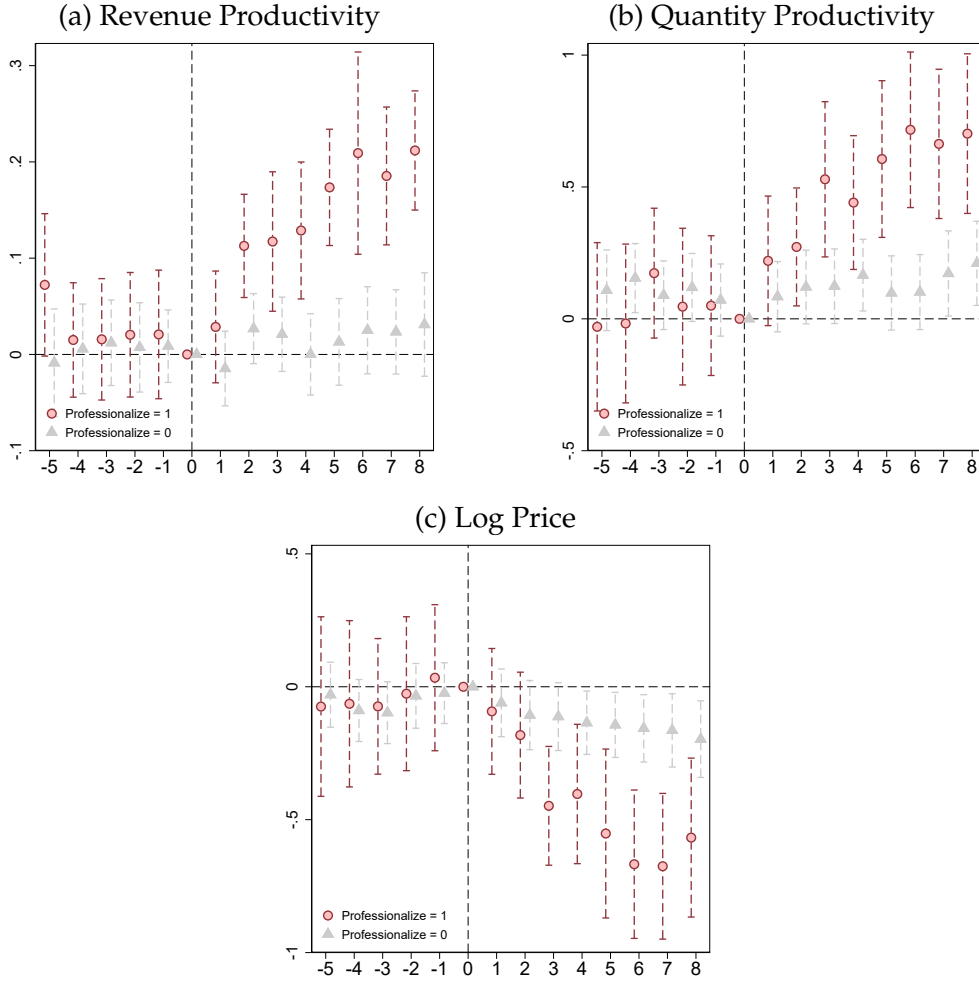 (a) Revenue Productivity
.3
.2
.1
0
-.1
Professionalize = 1
Professionalize = 0
-5 -4 -3 -2 -1 0 1 2 3 4 5 6 7 8
(b) Quantity Productivity
1
.5
0
-.5
Professionalize = 1
Professionalize = 0
-5 -4 -3 -2 -1 0 1 2 3 4 5 6 7 8
(c) Log Price
.5
0
-.5
-1
Professionalize = 1
Professionalize = 0
-5 -4 -3 -2 -1 0 1 2 3 4 5 6 7 8